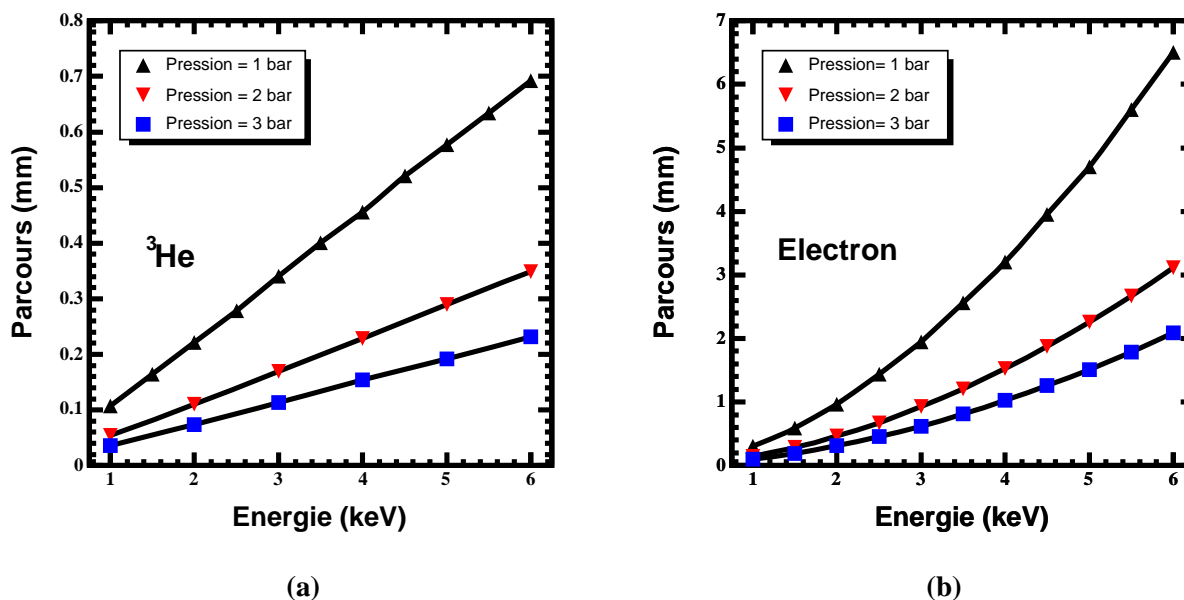 0.8
0.7
0.6
0.5
0.4
0.3
0.2
0.1
0
Parcours (mm)
Pression = 1 bar
Pression = 2 bar
Pression = 3 bar
³He
1 2 3 4 5 6
Energie (keV)
(a)
7
6
5
4
3
2
1
0
Parcours (mm)
Pression= 1 bar
Pression= 2 bar
Pression= 3 bar
Electron
1 2 3 4 5 6
Energie (keV)
(b)